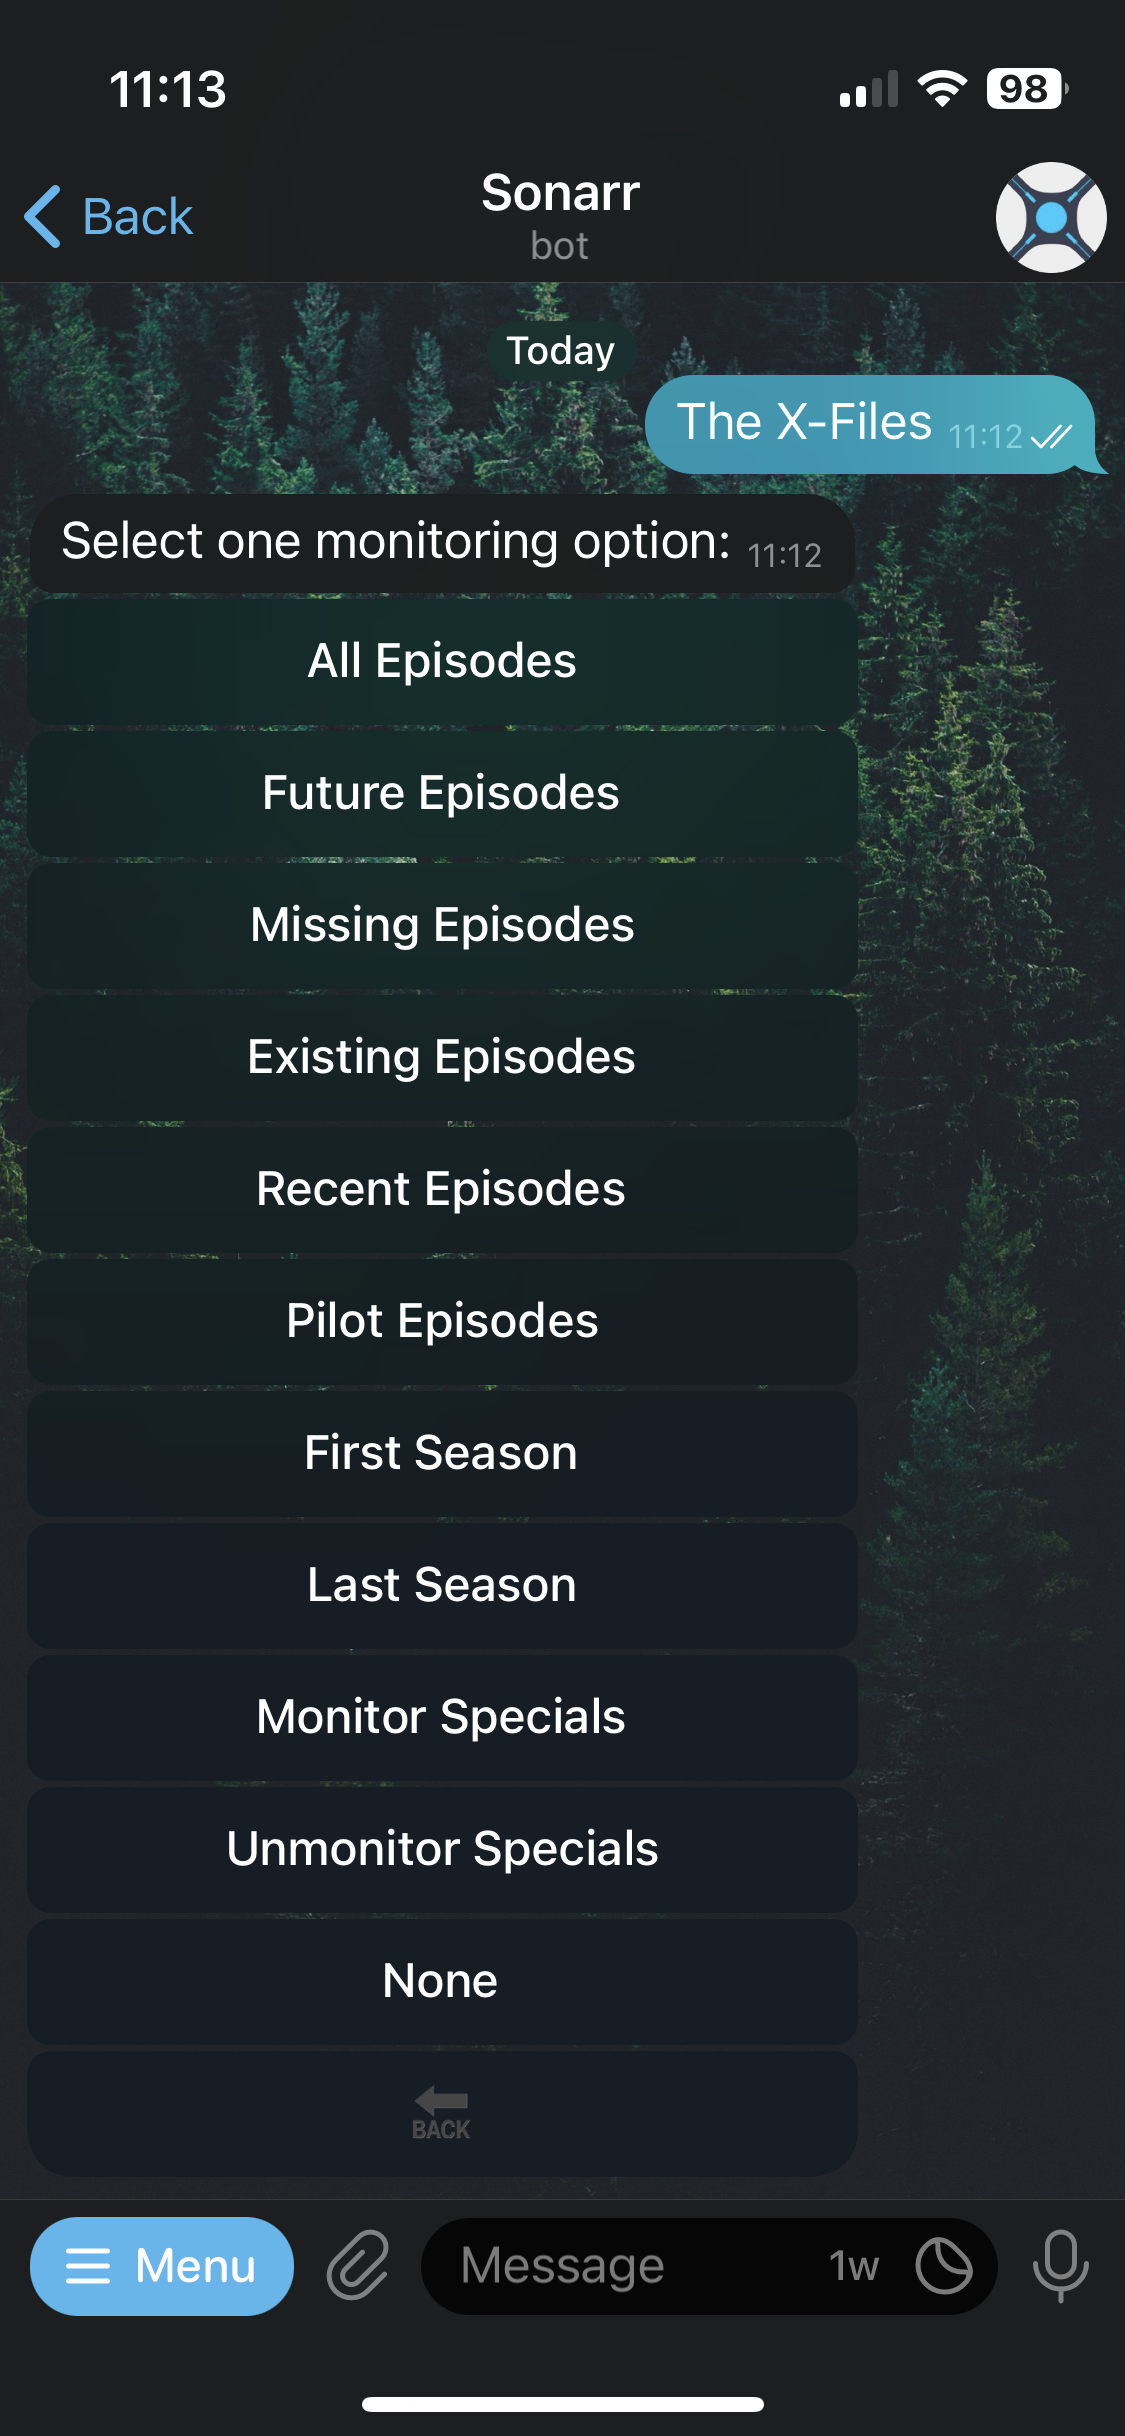 11:13
98
Back
Sonarr
bot
Today
The X-Files 11:12
Select one monitoring option: 11:12
All Episodes
Future Episodes
Missing Episodes
Existing Episodes
Recent Episodes
Pilot Episodes
First Season
Last Season
Monitor Specials
Unmonitor Specials
None
BACK
Menu
Message
1w